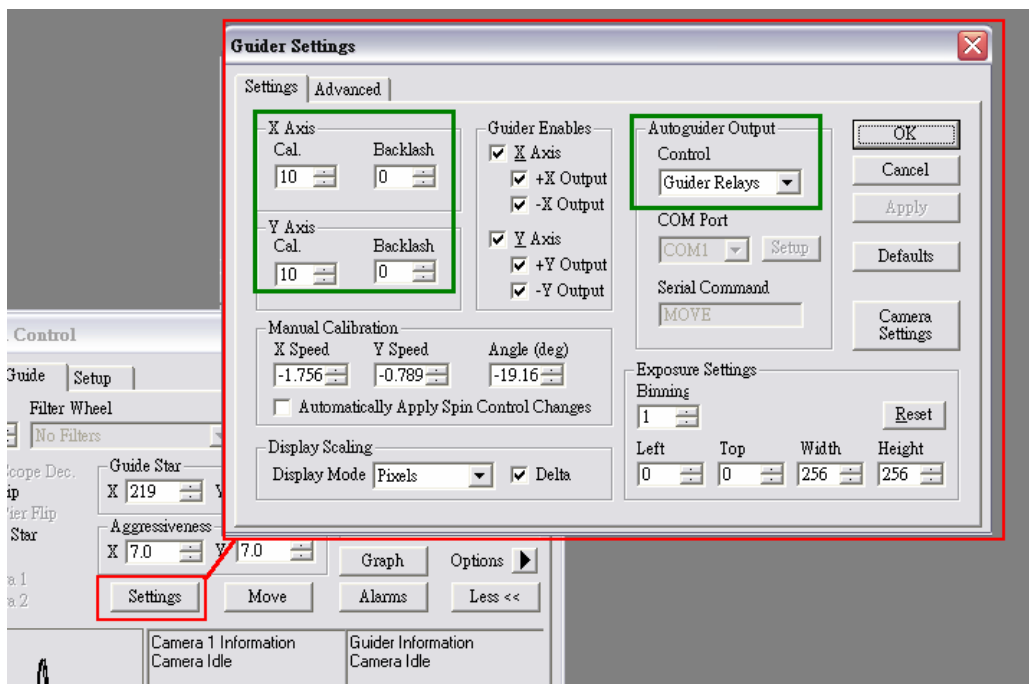 Guider Settings
Settings Advanced
X Axis
Cal. Backlash
10 0
Y Axis
Cal. Backlash
10 0
Guider Enables
X Axis
+X Output
-X Output
Y Axis
+Y Output
-Y Output
Autoguider Output
Control
Guider Relays
COM Port
COM1 Setup
Serial Command
MOVE
OK
Cancel
Apply
Defaults
Camera
Settings
Manual Calibration
X Speed Y Speed Angle (deg)
-1.756 -0.789 -19.16
Automatically Apply Spin Control Changes
Display Scaling
Display Mode Pixels Delta
Exposure Settings
Binning
1 Reset
Left Top Width Height
0 0 256 256
Control
Guide Setup
Filter Wheel
No Filters
Scope Dec.
Pier Flip
Star
Guide Star
X 219 Y
Aggressiveness
X 7.0 Y 7.0
Settings Move
Graph Options
Alarms Less <<
Camera 1 Information
Camera Idle
Guider Information
Camera Idle